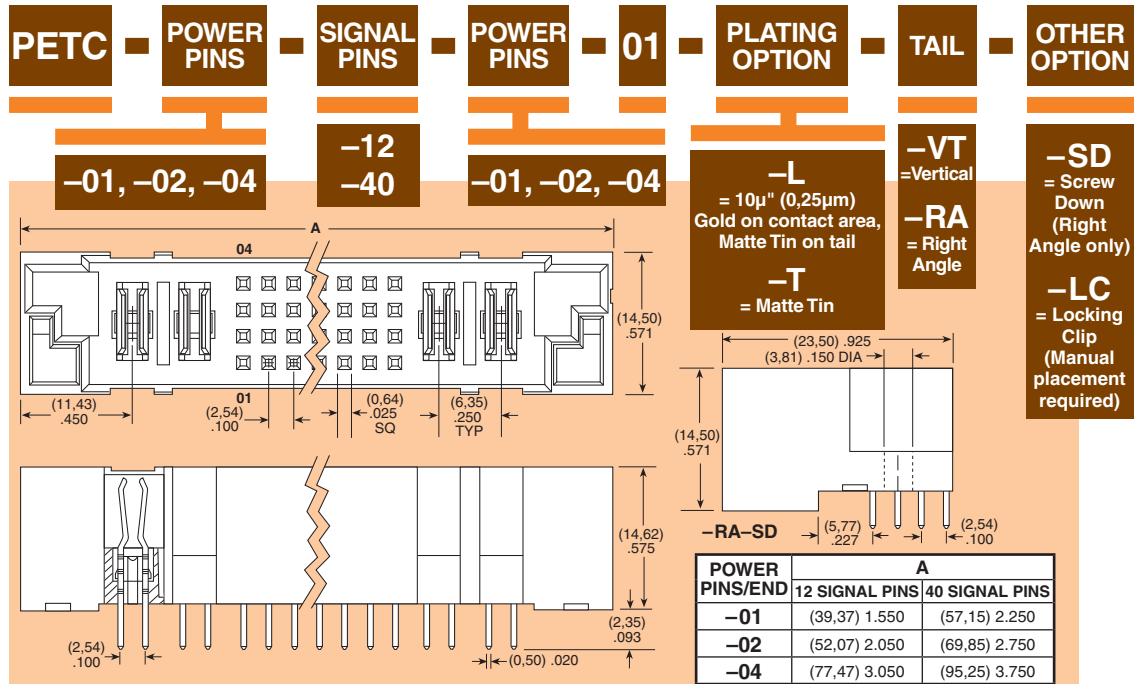 PETC - POWER PINS - SIGNAL PINS - POWER PINS - 01 - PLATING OPTION - TAIL - OTHER OPTION
–01, –02, –04
–12
–40
–01, –02, –04
–L
= 10µ" (0,25µm)
Gold on contact area,
Matte Tin on tail
–T
= Matte Tin
–VT
=Vertical
–RA
= Right
Angle
–SD
= Screw
Down
(Right
Angle only)
–LC
= Locking
Clip
(Manual
placement
required)
A
04
01
(14,50)
.571
(11,43)
.450
(2,54)
.100
(0,64)
.025
SQ
(6,35)
.250
TYP
(14,62)
.575
(2,35)
.093
(2,54)
.100
(0,50) .020
(23,50) .925
(3,81) .150 DIA
(14,50)
.571
–RA–SD
(5,77)
.227
(2,54)
.100
POWER PINS/END A
12 SIGNAL PINS 40 SIGNAL PINS
–01 (39,37) 1.550 (57,15) 2.250
–02 (52,07) 2.050 (69,85) 2.750
–04 (77,47) 3.050 (95,25) 3.750